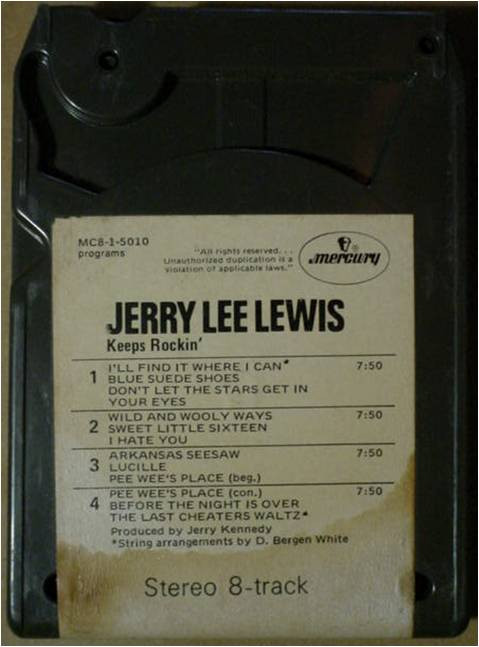 MC8-1-5010
programs
"All rights reserved. . .
Unauthorized duplication is a
violation of applicable laws."
mercury
®
JERRY LEE LEWIS
Keeps Rockin'
1 I'LL FIND IT WHERE I CAN* 7:50
BLUE SUEDE SHOES
DON'T LET THE STARS GET IN
YOUR EYES
2 WILD AND WOOLY WAYS 7:50
SWEET LITTLE SIXTEEN
I HATE YOU
3 ARKANSAS SEESAW 7:50
LUCILLE
PEE WEE'S PLACE (beg.)
4 PEE WEE'S PLACE (con.) 7:50
BEFORE THE NIGHT IS OVER
THE LAST CHEATERS WALTZ*
Produced by Jerry Kennedy
*String arrangements by D. Bergen White
Stereo 8-track